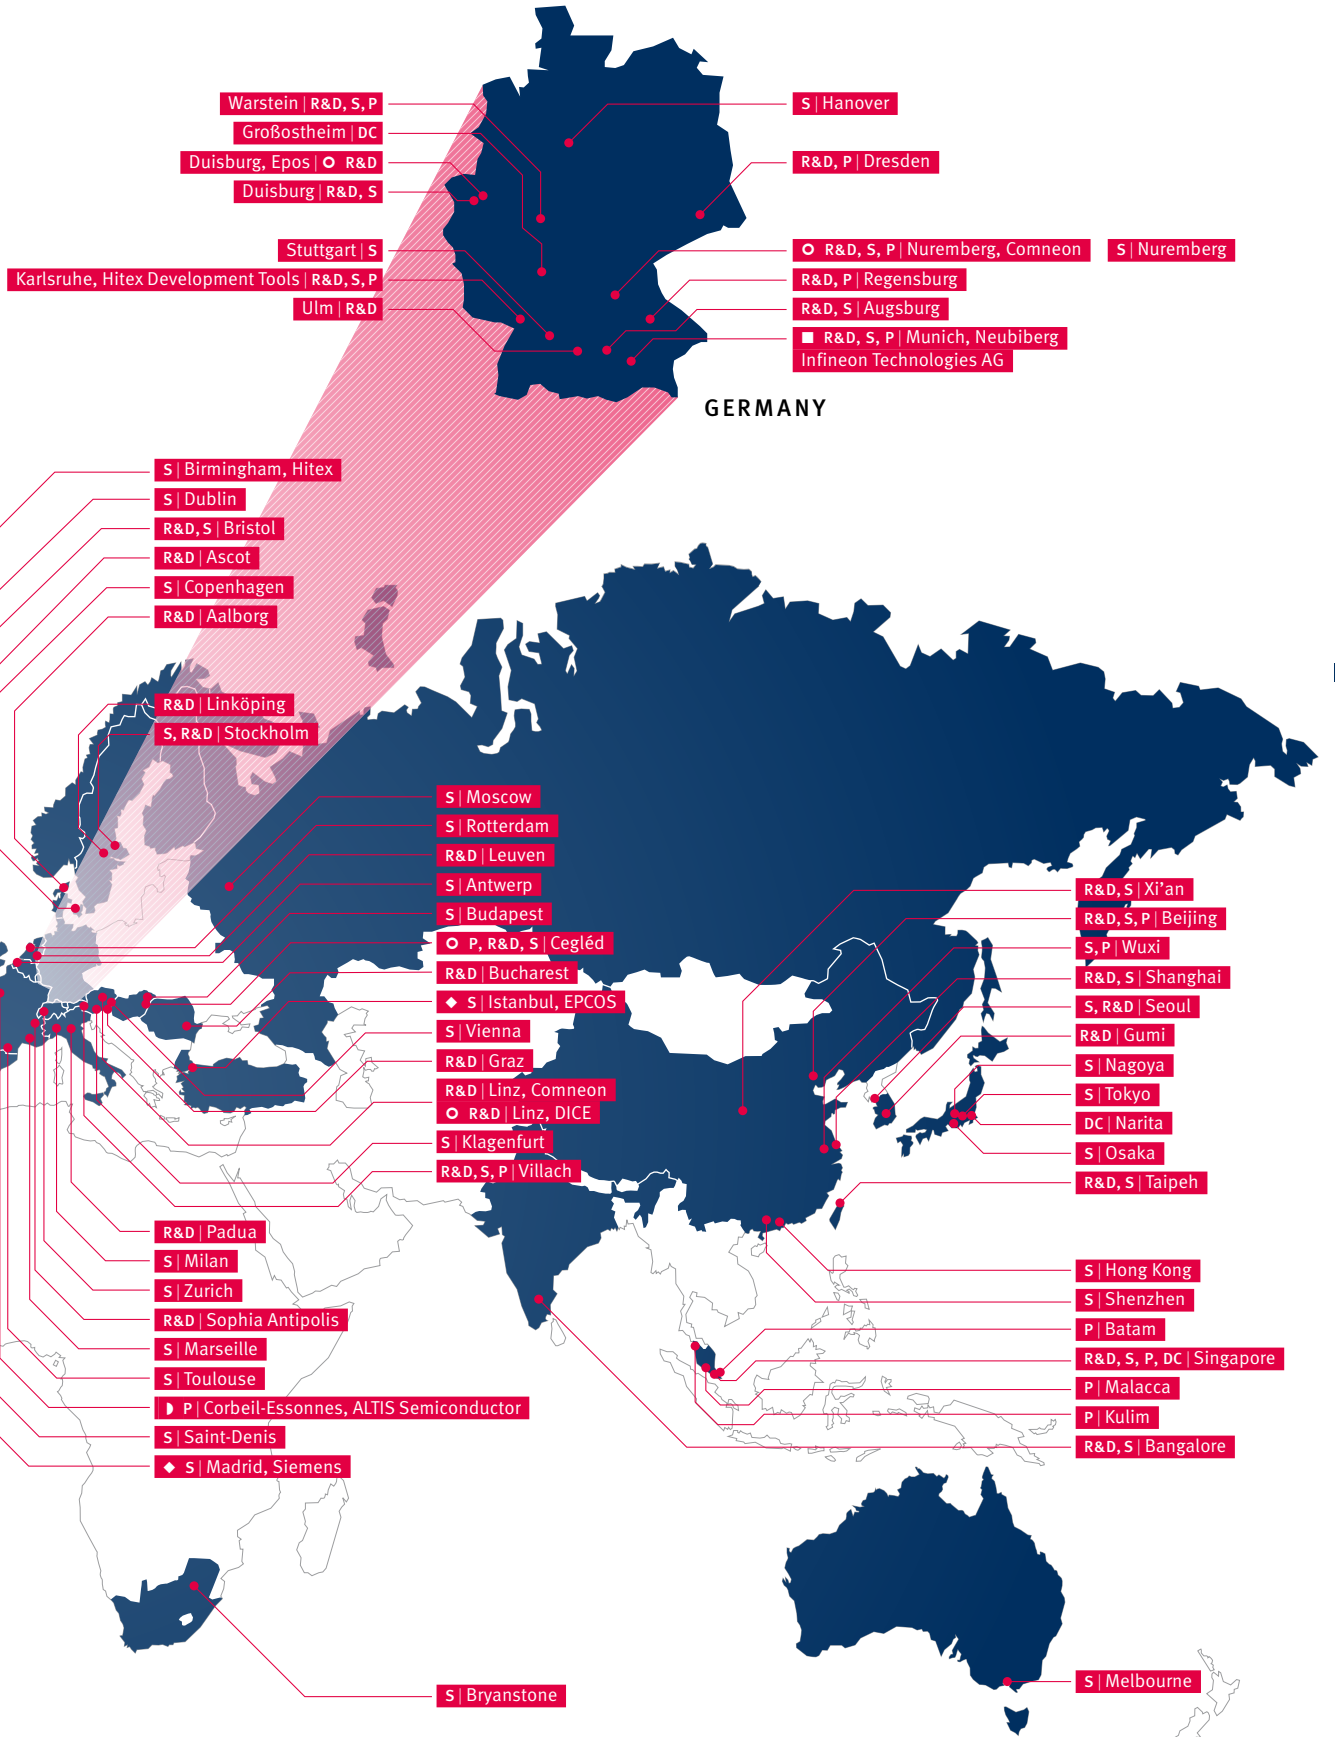 Warstein | R&D, S, P
Großostheim | DC
Duisburg, Epos | R&D
Duisburg | R&D, S
Stuttgart | S
Karlsruhe, Hitex Development Tools | R&D, S, P
Ulm | R&D
S | Hanover
R&D, P | Dresden
R&D, S, P | Nuremberg, Comneon
S | Nuremberg
R&D, P | Regensburg
R&D, S | Augsburg
R&D, S, P | Munich, Neubiberg
Infineon Technologies AG
GERMANY
S | Birmingham, Hitex
S | Dublin
R&D, S | Bristol
R&D | Ascot
S | Copenhagen
R&D | Aalborg
R&D | Linköping
S, R&D | Stockholm
S | Moscow
S | Rotterdam
R&D | Leuven
S | Antwerp
S | Budapest
P, R&D, S | Cegléd
R&D | Bucharest
S | Istanbul, EPCOS
S | Vienna
R&D | Graz
R&D | Linz, Comneon
R&D | Linz, DICE
S | Klagenfurt
R&D, S, P | Villach
R&D | Padua
S | Milan
S | Zurich
R&D | Sophia Antipolis
S | Marseille
S | Toulouse
P | Corbeil-Essonnes, ALTIS Semiconductor
S | Saint-Denis
S | Madrid, Siemens
S | Bryanstone
R&D, S | Xi’an
R&D, S, P | Beijing
S, P | Wuxi
R&D, S | Shanghai
S, R&D | Seoul
R&D | Gumi
S | Nagoya
S | Tokyo
DC | Narita
S | Osaka
R&D, S | Taipeh
S | Hong Kong
S | Shenzhen
P | Batam
R&D, S, P, DC | Singapore
P | Malacca
P | Kulim
R&D, S | Bangalore
S | Melbourne